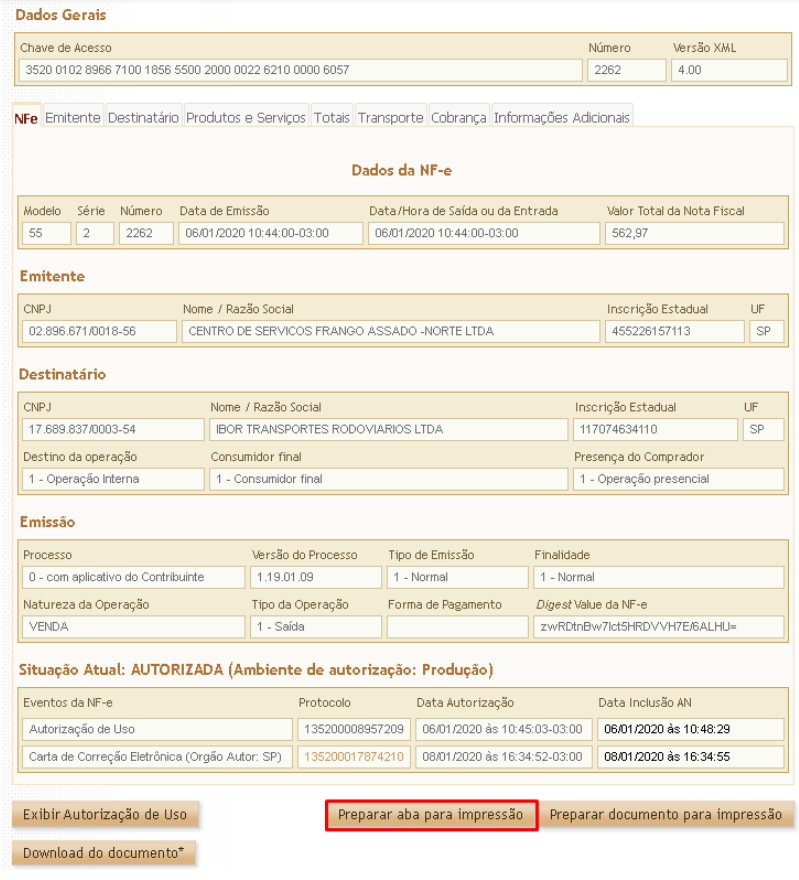 Dados Gerais
Chave de Acesso Número Versão XML
3520 0102 8966 7100 1856 5500 2000 0022 6210 0000 6057 2262 4.00
NFe Emitente Destinatário Produtos e Serviços Totais Transporte Cobrança Informações Adicionais
Dados da NF-e
Modelo Série Número Data de Emissão Data/Hora de Saída ou da Entrada Valor Total da Nota Fiscal
55 2 2262 06/01/2020 10:44:00-03:00 06/01/2020 10:44:00-03:00 562,97
Emitente
CNPJ Nome / Razão Social Inscrição Estadual UF
02.896.671/0018-56 CENTRO DE SERVICOS FRANGO ASSADO -NORTE LTDA 455226157113 SP
Destinatário
CNPJ Nome / Razão Social Inscrição Estadual UF
17.689.837/0003-54 IBOR TRANSPORTES RODOVIARIOS LTDA 117074634110 SP
Destino da operação Consumidor final Presença do Comprador
1 - Operação Interna 1 - Consumidor final 1 - Operação presencial
Emissão
Processo Versão do Processo Tipo de Emissão Finalidade
0 - com aplicativo do Contribuinte 1.19.01.09 1 - Normal 1 - Normal
Natureza da Operação Tipo da Operação Forma de Pagamento Digest Value da NF-e
VENDA 1 - Saída zwRDtnBw7Ict5HRDVVH7E/6ALHU=
Situação Atual: AUTORIZADA (Ambiente de autorização: Produção)
Eventos da NF-e Protocolo Data Autorização Data Inclusão AN
Autorização de Uso 135200008957209 06/01/2020 às 10:45:03-03:00 06/01/2020 às 10:48:29
Carta de Correção Eletrônica (Orgão Autor: SP) 135200017874210 08/01/2020 às 16:34:52-03:00 08/01/2020 às 16:34:55
Exibir Autorização de Uso Preparar aba para impressão Preparar documento para impressão
Download do documento*